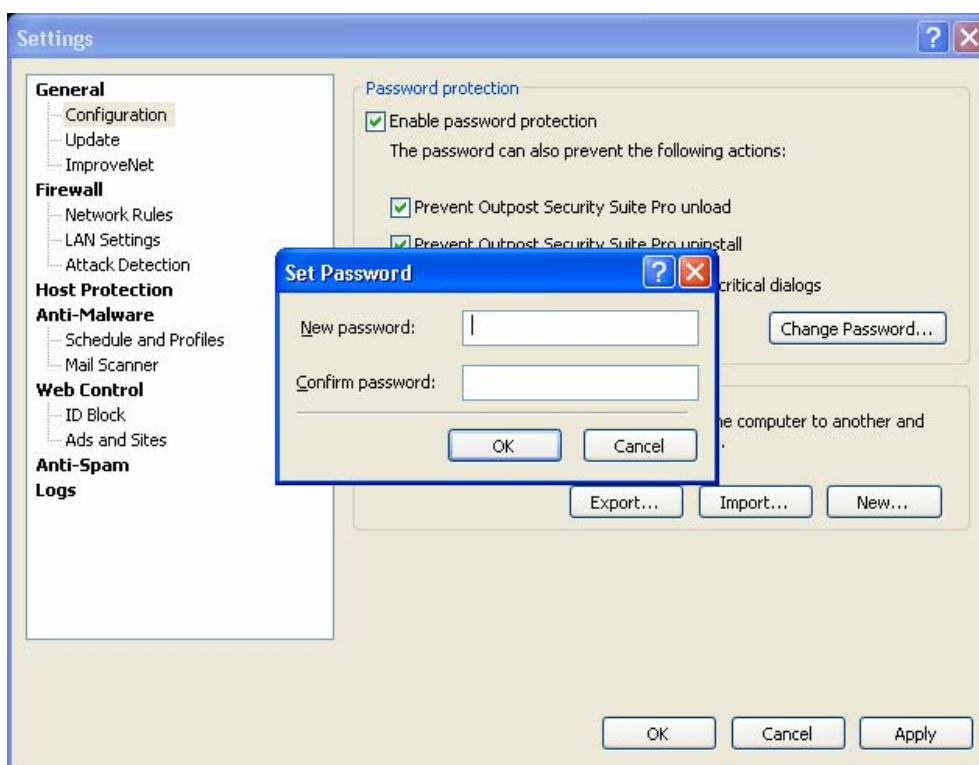 Settings
General
Configuration
Update
ImproveNet
Firewall
Network Rules
LAN Settings
Attack Detection
Host Protection
Anti-Malware
Schedule and Profiles
Mail Scanner
Web Control
ID Block
Ads and Sites
Anti-Spam
Logs
Password protection
Enable password protection
The password can also prevent the following actions:
Prevent Outpost Security Suite Pro unload
Prevent Outpost Security Suite Pro uninstall
critical dialogs
Change Password...
Set Password
New password:
Confirm password:
OK Cancel
computer to another and
Export... Import... New...
OK Cancel Apply